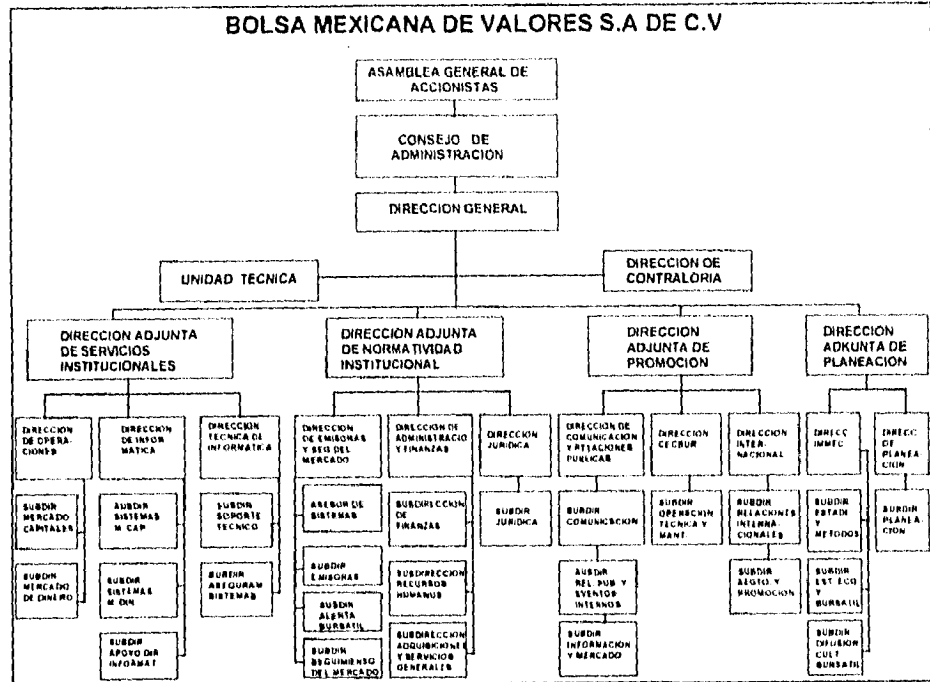 BOLSA MEXICANA DE VALORES S.A DE C.V
ASAMBLEA GENERAL DE
ACCIONISTAS
CONSEJO DE
ADMINISTRACION
DIRECCION GENERAL
UNIDAD TECNICA
DIRECCION DE
CONTRALORIA
DIRECCION ADJUNTA
DE SERVICIOS
INSTITUCIONALES
DIRECCION ADJUNTA
DE NORMATIVIDAD
INSTITUCIONAL
DIRECCION
ADJUNTA DE
PROMOCION
DIRECCION
ADKUNTA DE
PLANEACION
DIRECCION
DE OPERA-
CIONES
DIRECCION
DE INFOR
MATICA
DIRECCION
TECNICA DE
INFORMATICA
DIRECCION
DE EMISORAS
Y SEG DEL
MERCADO
DIRECCION DE
ADMINISTRACIO
Y FINANZAS
DIRECCION
JURIDICA
DIRECCION DE
COMUNICACION
Y RELACIONES
PUBLICAS
DIRECCION
CECBUR
DIRECCION
INTER-
NACIONAL
DIRECC
IMMEC
DIRECC
DE
PLANEA
CION
SUBDIR
MERCADO
CAPITALES
SUBDIR
SISTEMAS
M CAP
SUBDIR
SOPORTE
TECNICO
ASESOR DE
SISTEMAS
SUBDIRECCION
DE
FINANZAS
SUBDIR
JURIDICA
SUBDIR
COMUNICACION
SUBDIR
OPERACION
TECNICA Y
MANT.
SUBDIR
RELACIONES
INTERNA-
CIONALES
SUBDIR
ESTADI
Y
METODOS
SUBDIR
PLANEA-
CION
SUBDIR
MERCADO
DE DINERO
SUBDIR
SISTEMAS
M DIN
SUBDIR
ASEGURAM
SISTEMAS
SUBDIR
EMISORAS
SUBDIR
ALERTA
BURSATIL
SUBDIRECCION
RECURSOS
HUMANOS
REL PUB Y
EVENTOS
INTERNOS
SUBDIR
Y
PROMOCION
SUBDIR
EST ECO
Y
BURSATIL
SUBDIR
APOYO DIR
INFORMAT
SUBDIR
SEGUIMIENSO
DEL MERCADO
SUBDIRECCION
ADQUISICIONES
Y SERVICIOS
GENERALES
SUBDIR
INFORMACION
Y MERCADO
SUBDIR
DIFUSION
CULT
BURSATIL